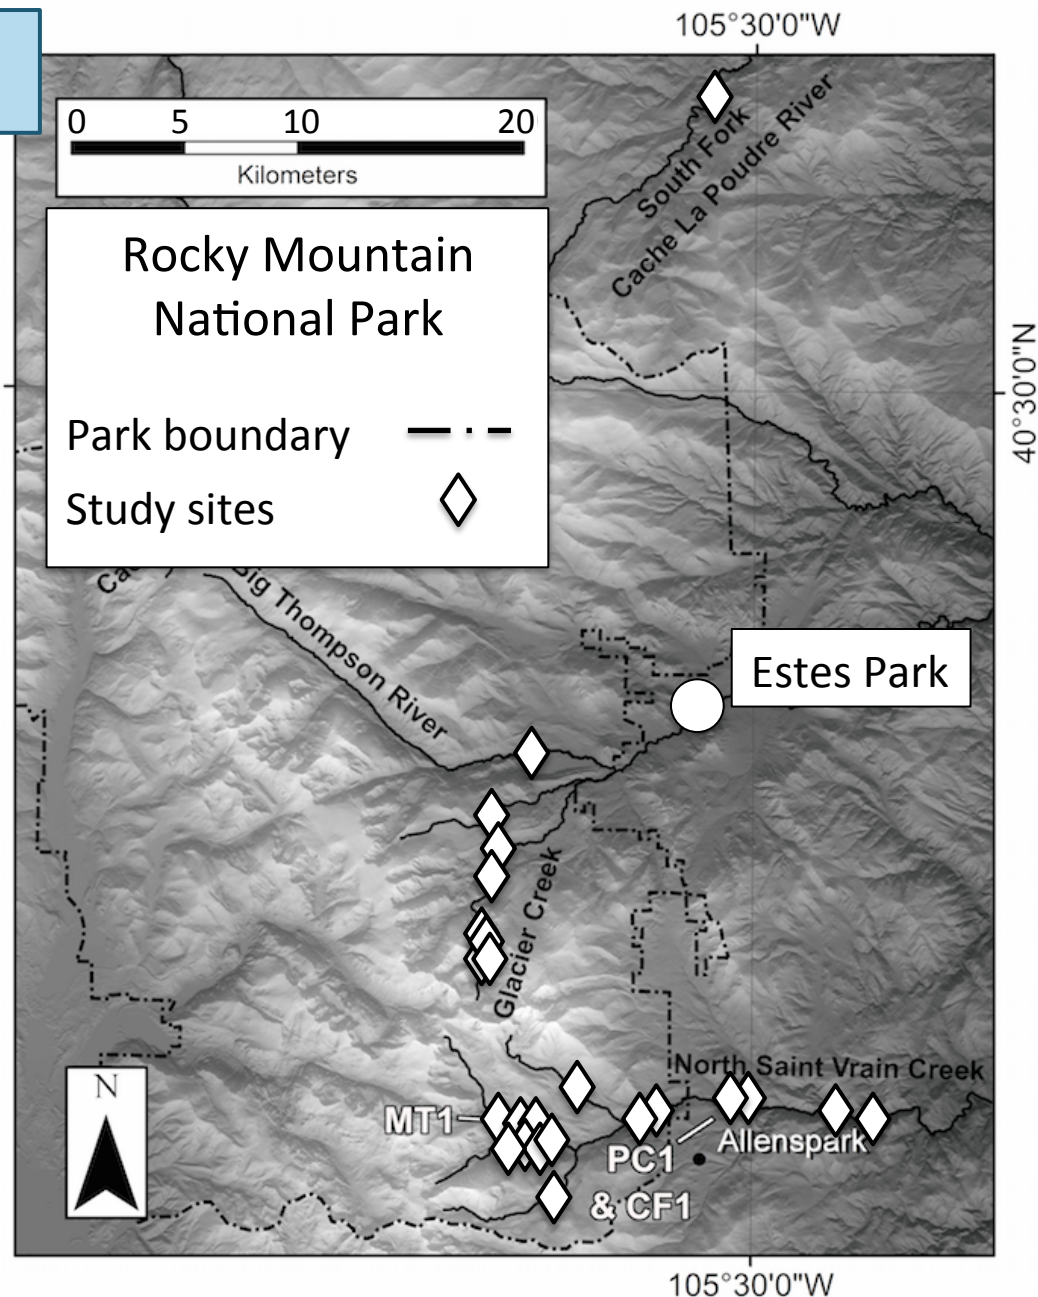 105°30'0"W
0 5 10 20
Kilometers
South Fork
Cache La Poudre River
Rocky Mountain
National Park
Park boundary
Study sites
40°30'0"N
Big Thompson River
Estes Park
Glacier Creek
North Saint Vrain Creek
N
MT1
Allenspark
PC1
& CF1
105°30'0"W